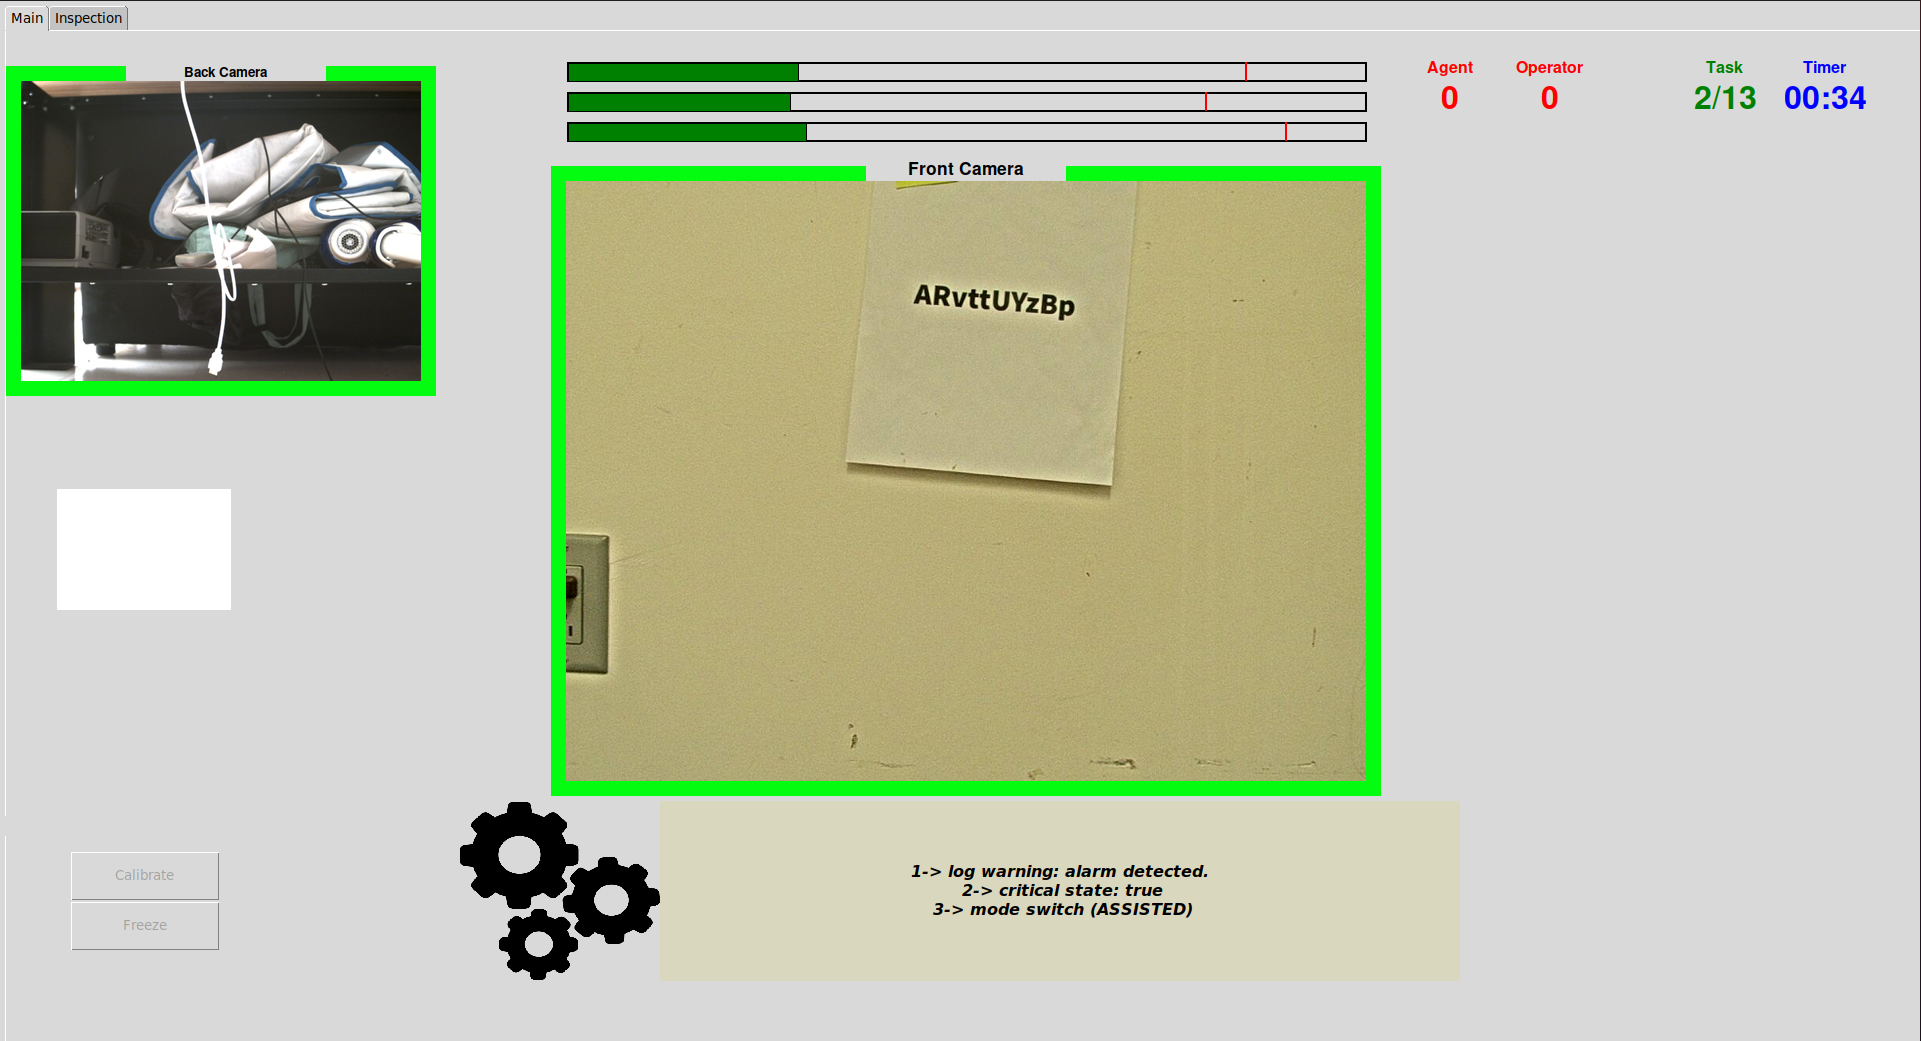 Main Inspection
Back Camera
Agent Operator Task Timer
0 0 2/13 00:34
Front Camera
ARvttUYzBp
1-> log warning: alarm detected.
2-> critical state: true
3-> mode switch (ASSISTED)
Calibrate
Freeze